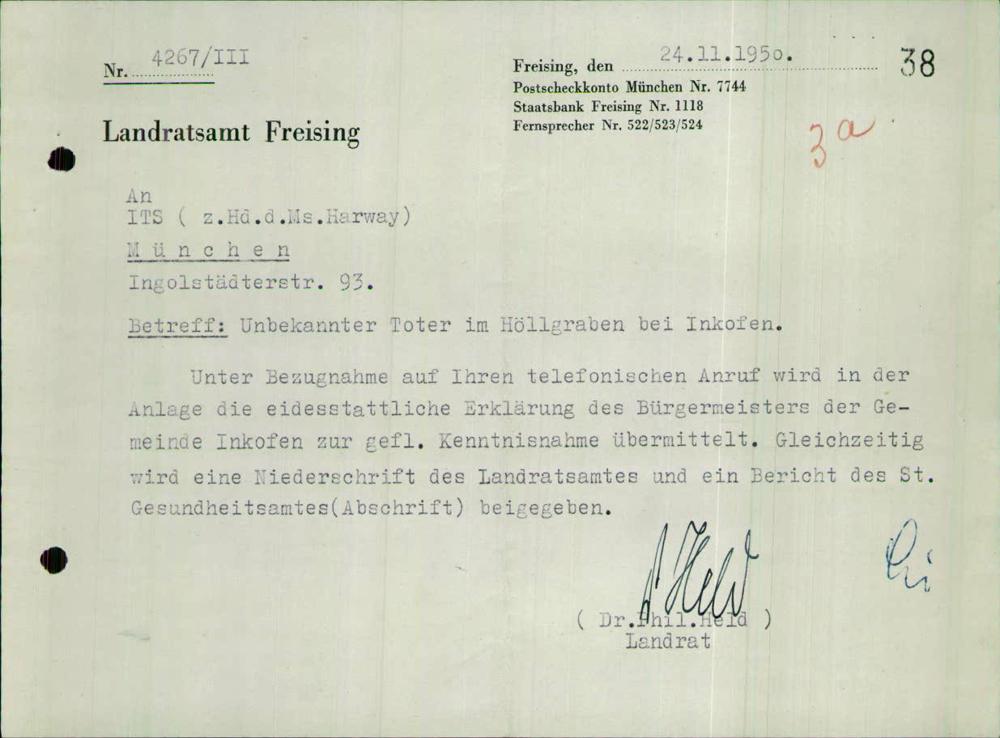 Nr. 4267/III
Freising, den 24.11.1950.
38
Postscheckkonto München Nr. 7744
Staatsbank Freising Nr. 1118
Fernsprecher Nr. 522/523/524
Landratsamt Freising
3a
An
ITS ( z.Hd.d.Ms.Harway)
München
Ingolstädterstr. 93.
Betreff: Unbekannter Toter im Höllgraben bei Inkofen.
Unter Bezugnahme auf Ihren telefonischen Anruf wird in der
Anlage die eidesstattliche Erklärung des Bürgermeisters der Ge-
meinde Inkofen zur gefl. Kenntnisnahme übermittelt. Gleichzeitig
wird eine Niederschrift des Landratsamtes und ein Bericht des St.
Gesundheitsamtes(Abschrift) beigegeben.
Held
( Dr.Phil.Held )
Landrat